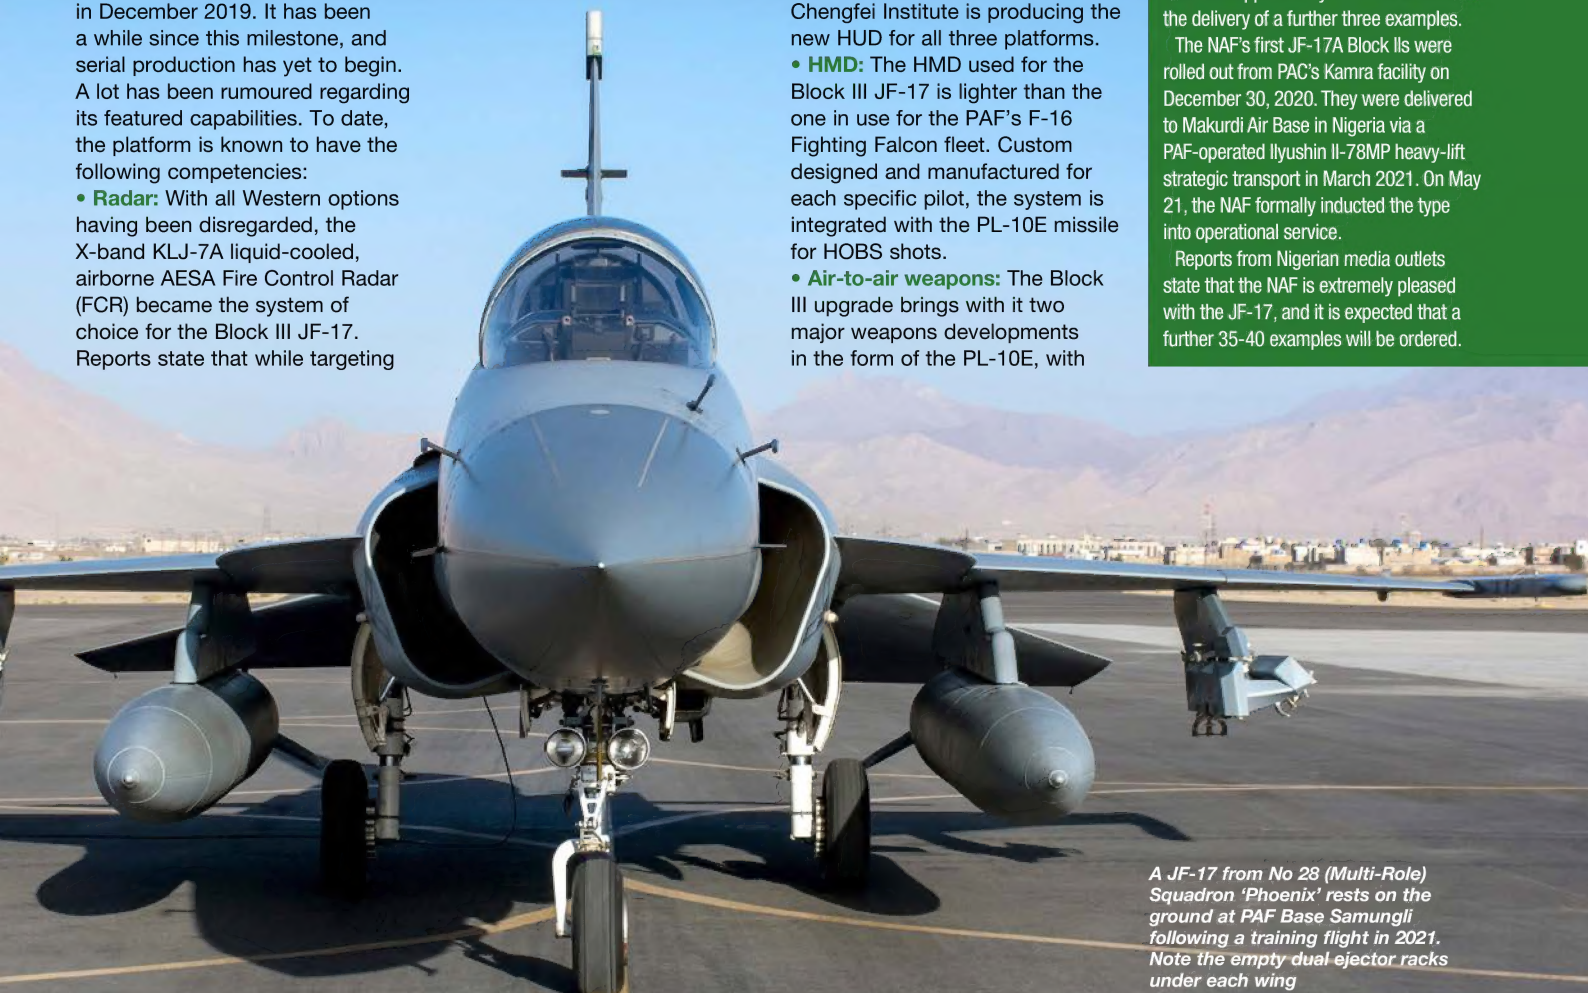 in December 2019. It has been
a while since this milestone, and
serial production has yet to begin.
A lot has been rumoured regarding
its featured capabilities. To date,
the platform is known to have the
following competencies:
• Radar: With all Western options
having been disregarded, the
X-band KLJ-7A liquid-cooled,
airborne AESA Fire Control Radar
(FCR) became the system of
choice for the Block III JF-17.
Reports state that while targeting
Chengfei Institute is producing the
new HUD for all three platforms.
• HMD: The HMD used for the
Block III JF-17 is lighter than the
one in use for the PAF’s F-16
Fighting Falcon fleet. Custom
designed and manufactured for
each specific pilot, the system is
integrated with the PL-10E missile
for HOBS shots.
• Air-to-air weapons: The Block
III upgrade brings with it two
major weapons developments
in the form of the PL-10E, with
the delivery of a further three examples.
The NAF’s first JF-17A Block IIs were
rolled out from PAC’s Kamra facility on
December 30, 2020. They were delivered
to Makurdi Air Base in Nigeria via a
PAF-operated Ilyushin Il-78MP heavy-lift
strategic transport in March 2021. On May
21, the NAF formally inducted the type
into operational service.
Reports from Nigerian media outlets
state that the NAF is extremely pleased
with the JF-17, and it is expected that a
further 35-40 examples will be ordered.
A JF-17 from No 28 (Multi-Role)
Squadron ‘Phoenix’ rests on the
ground at PAF Base Samungli
following a training flight in 2021.
Note the empty dual ejector racks
under each wing